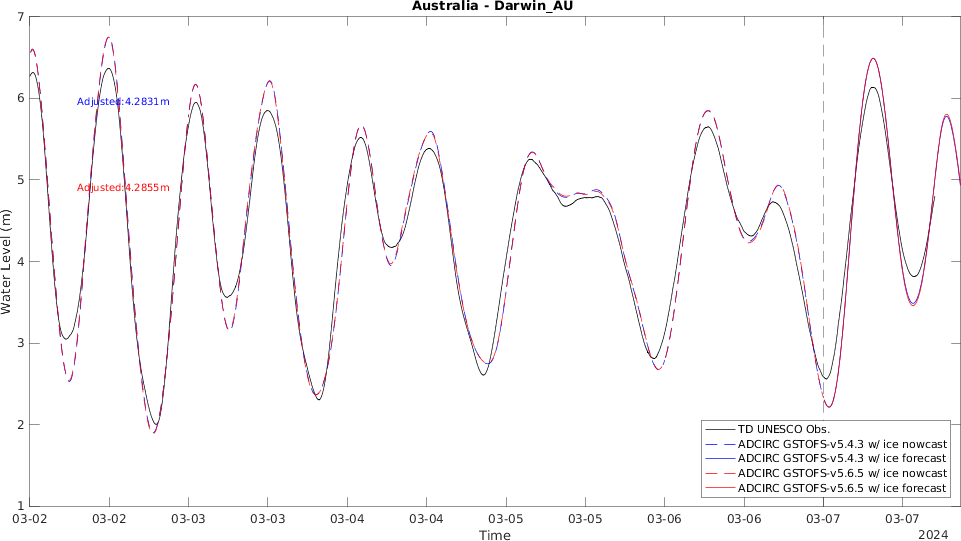 Australia - Darwin_AU
7
6
5
4
3
2
1
Water Level (m)
Adjusted:4.2831m
Adjusted:4.2855m
TD UNESCO Obs.
ADCIRC GSTOFS-v5.4.3 w/ ice nowcast
ADCIRC GSTOFS-v5.4.3 w/ ice forecast
ADCIRC GSTOFS-v5.6.5 w/ ice nowcast
ADCIRC GSTOFS-v5.6.5 w/ ice forecast
03-02 03-02 03-03 03-03 03-04 03-04 03-05 03-05 03-06 03-06 03-07 03-07
Time
2024